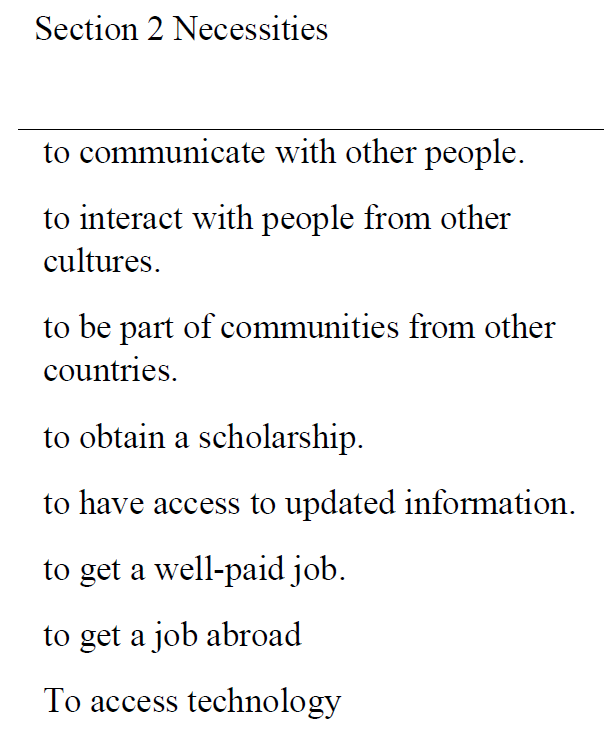 Section 2 Necessities
to communicate with other people.
to interact with people from other
cultures.
to be part of communities from other
countries.
to obtain a scholarship.
to have access to updated information.
to get a well-paid job.
to get a job abroad
To access technology